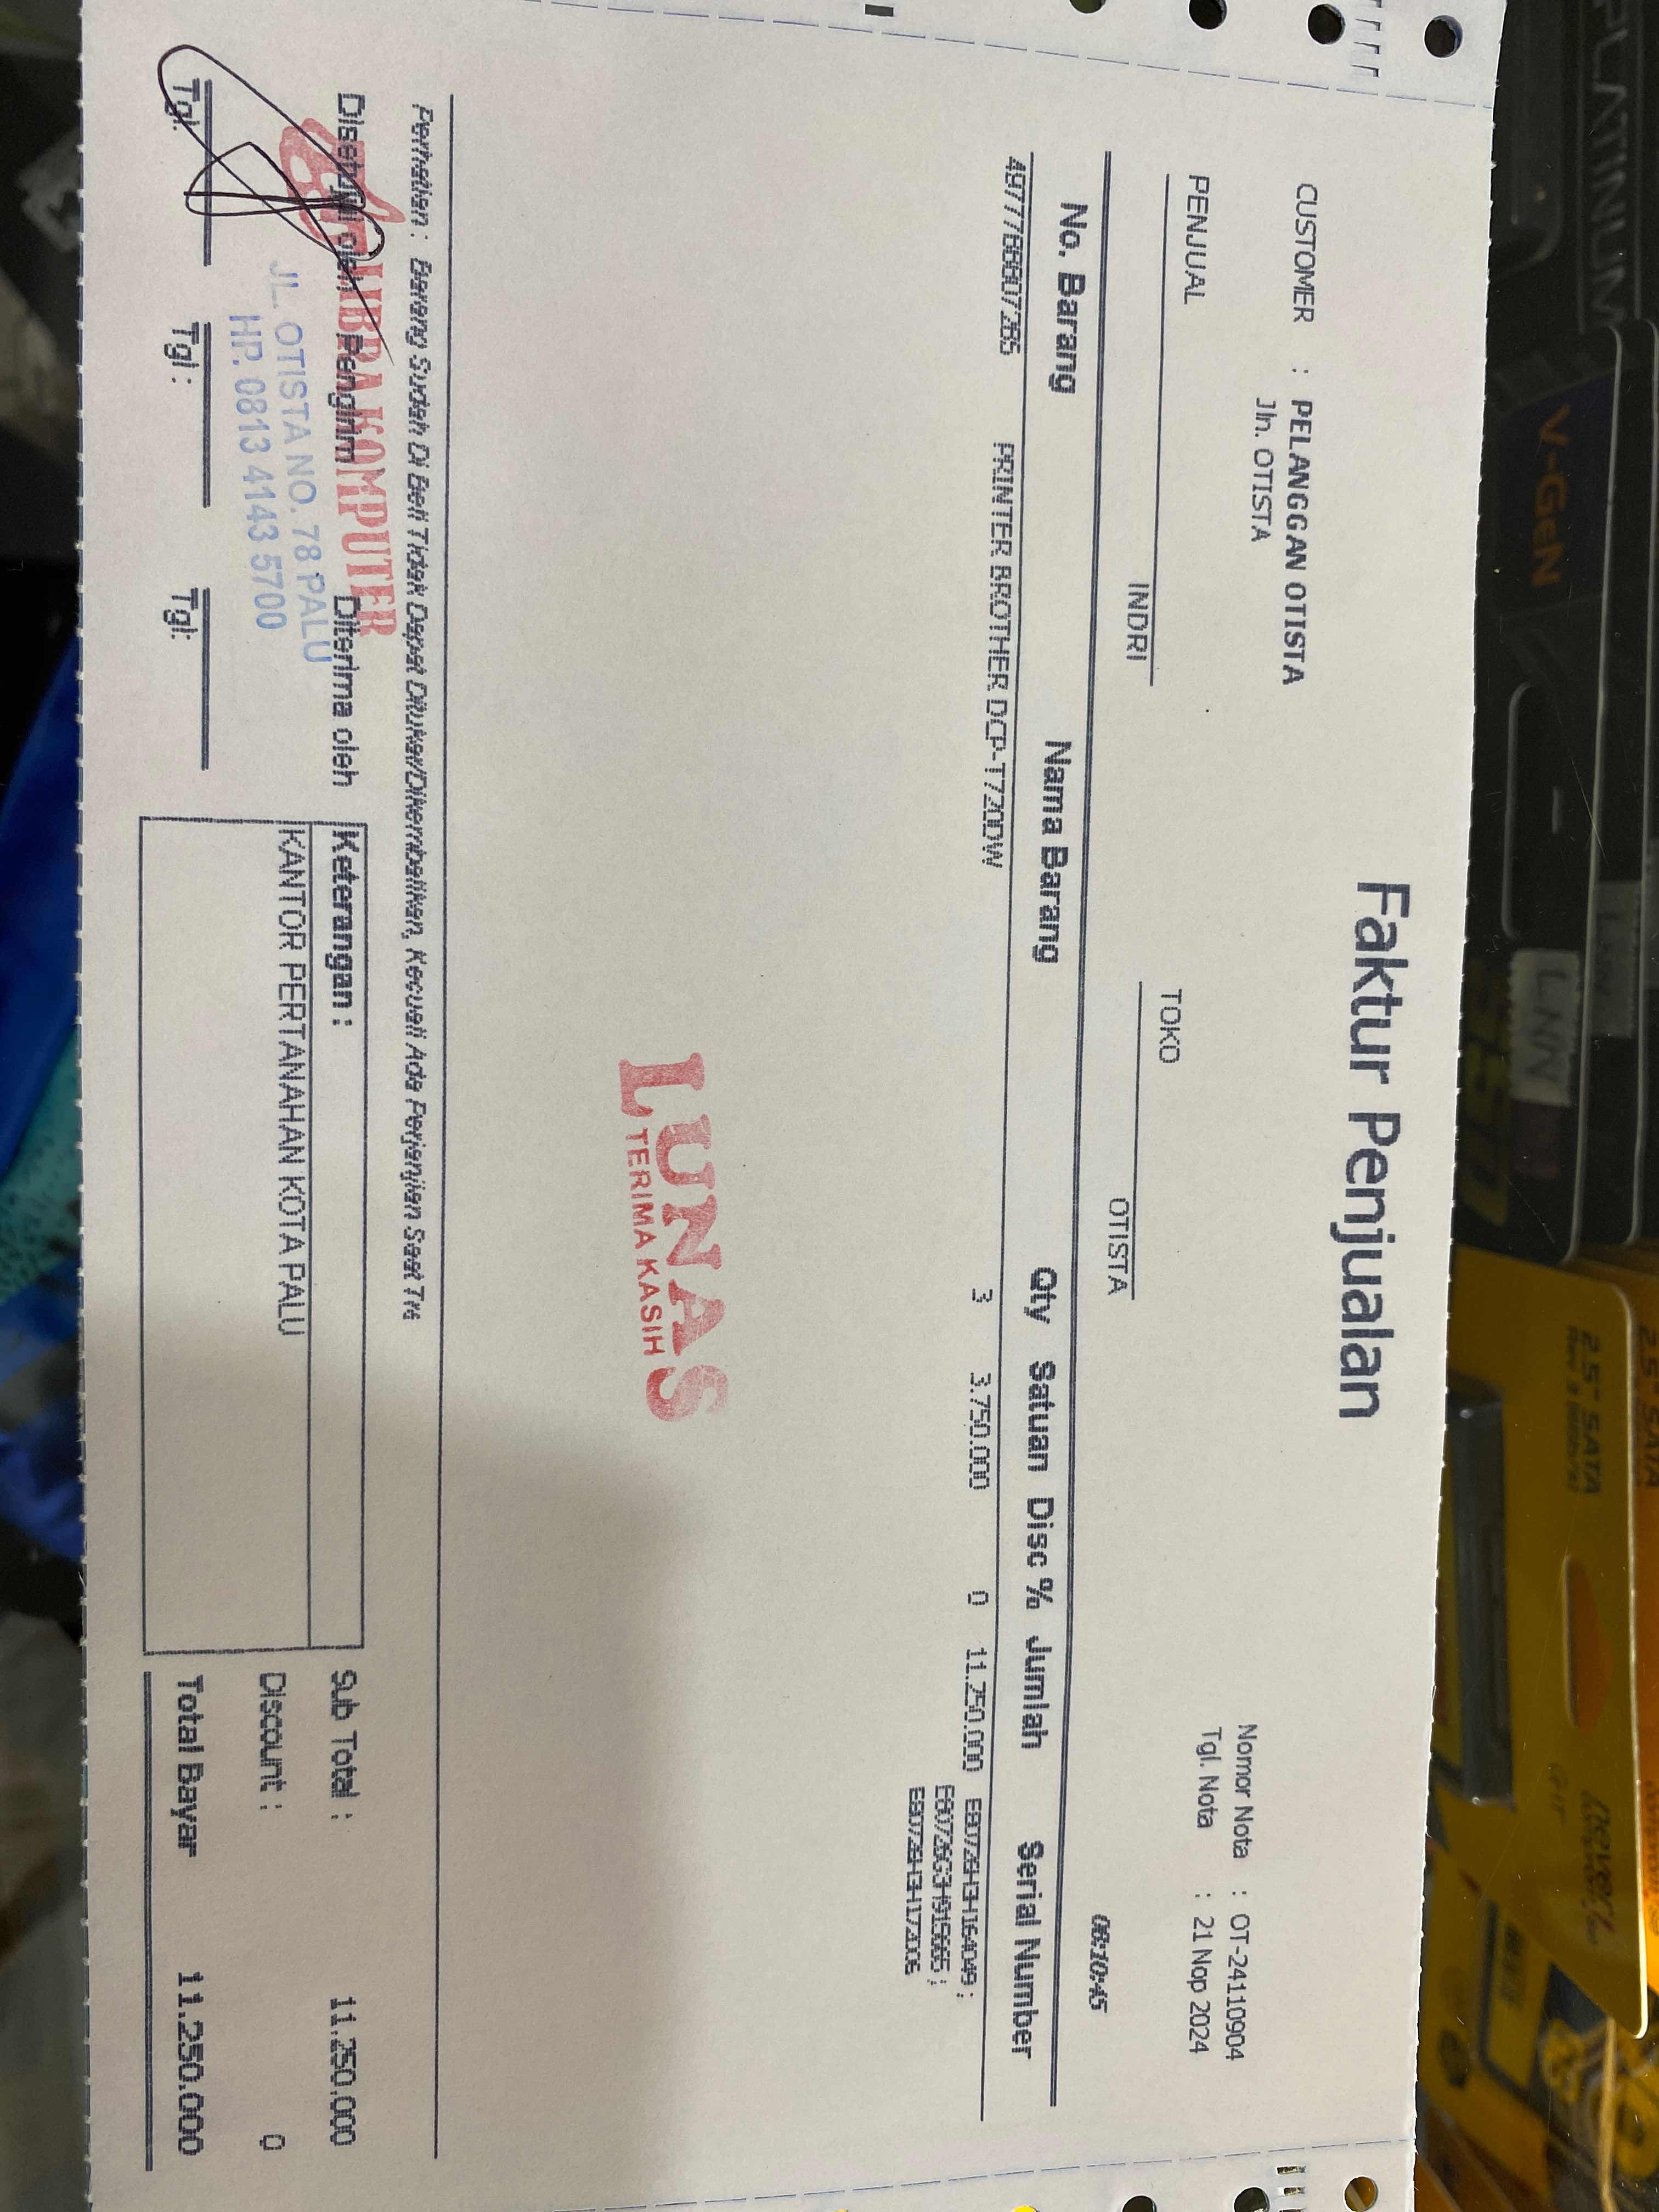 Faktur Penjualan
CUSTOMER : PELANGGAN OTISTA
Jln. OTISTA
Nomor Nota : OT-24110904
Tgl. Nota : 21 Nop 2024
PENJUAL TOKO
INDRI OTISTA
08:10:45
No. Barang Nama Barang Qty Satuan Disc % Jumlah Serial Number
4977766807265 PRINTER BROTHER DCP-T720DW 3 3.750.000 0 11.250.000
LUNAS
TERIMA KASIH
Perhatian : Barang Sudah Di Beli Tidak Dapat Ditukar/Dikembalikan, Kecuali Ada Perjanjian Saat Tr
Disetujui oleh Pengirim Diterima oleh
KOMPUTER
JL. OTISTA NO. 78 PALU
HP. 0813 4143 5700
Tgl: Tgl : Tgl:
Keterangan :
KANTOR PERTANAHAN KOTA PALU
Sub Total : 11.250.000
Discount : 0
Total Bayar 11.250.000
PLATINUM
V-GeN
LNN
2.5" SATA